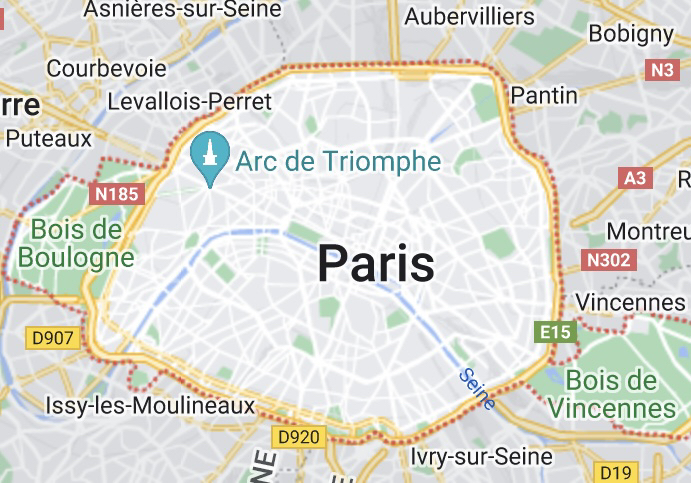 Asnières-sur-Seine
Aubervilliers
Bobigny
Courbevoie
N3
rre
Levallois-Perret
Pantin
Puteaux
Arc de Triomphe
A3
R
N185
Bois de
Boulogne
Montreu
Paris
N302
Vincennes
D907
E15
Seine
Bois de
Vincennes
Issy-les-Moulineaux
D920
Ivry-sur-Seine
NE
E
D19